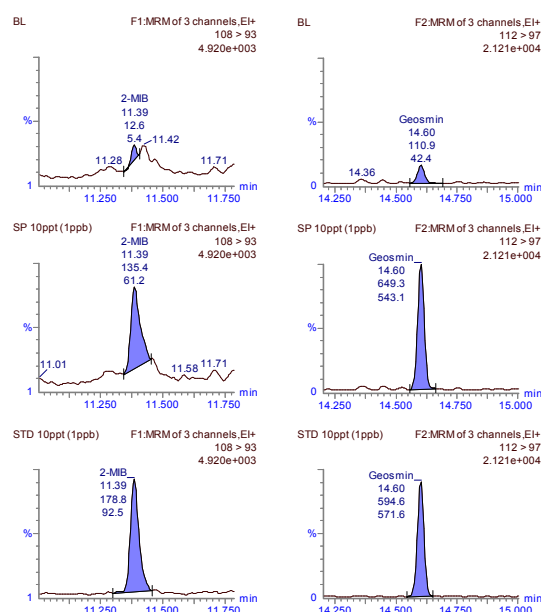 BL
F1:MRM of 3 channels,EI+
108 > 93
4.920e+003
2-MIB
11.39
12.6
5.4
11.42
11.28
11.71
%
1
11.250
11.500
11.750
min
BL
F2:MRM of 3 channels,EI+
112 > 97
2.121e+004
Geosmin
14.60
110.9
42.4
14.36
%
0
14.250
14.500
14.750
15.000
min
SP 10ppt (1ppb)
F1:MRM of 3 channels,EI+
108 > 93
4.920e+003
2-MIB
11.39
135.4
61.2
11.01
11.58
11.71
%
1
11.250
11.500
11.750
min
SP 10ppt (1ppb)
F2:MRM of 3 channels,EI+
112 > 97
2.121e+004
Geosmin
14.60
649.3
543.1
%
0
14.250
14.500
14.750
15.000
min
STD 10ppt (1ppb)
F1:MRM of 3 channels,EI+
108 > 93
4.920e+003
2-MIB
11.39
178.8
92.5
%
1
11.250
11.500
11.750
min
STD 10ppt (1ppb)
F2:MRM of 3 channels,EI+
112 > 97
2.121e+004
Geosmin
14.60
594.6
571.6
%
0
14.250
14.500
14.750
15.000
min